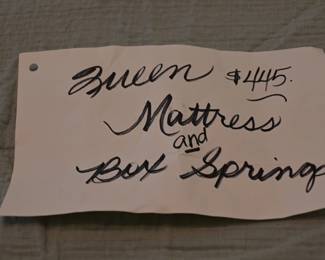 Queen $445.
Mattress
and
Box Spring